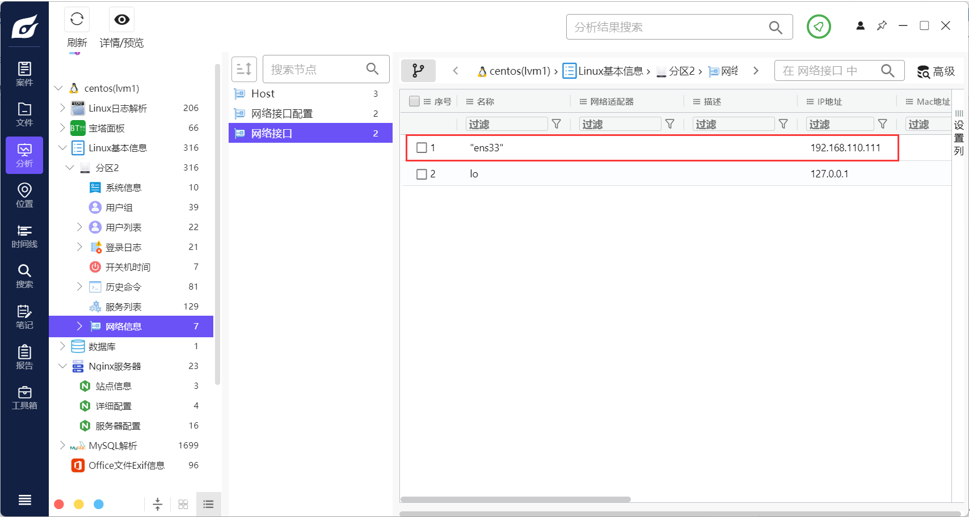 刷新
详情/预览
分析结果搜索
案件
文件
分析
位置
时间线
搜索
笔记
报告
工具箱
centos(lvm1)
Linux日志解析 206
宝塔面板 66
Linux基本信息 316
分区2 316
系统信息 10
用户组 39
用户列表 22
登录日志 21
开关机时间 7
历史命令 81
服务列表 129
网络信息 7
数据库 1
Nginx服务器 23
站点信息 3
详细配置 4
服务器配置 16
MySQL解析 1699
Office文件Exif信息 96
搜索节点
Host 3
网络接口配置 2
网络接口 2
centos(lvm1) › Linux基本信息 › 分区2 › 网络
在 网络接口 中
高级
序号 名称 网络适配器 描述 IP地址 Mac地址
过滤 过滤 过滤 过滤 过滤
1 "ens33" 192.168.110.111
2 lo 127.0.0.1
设置列